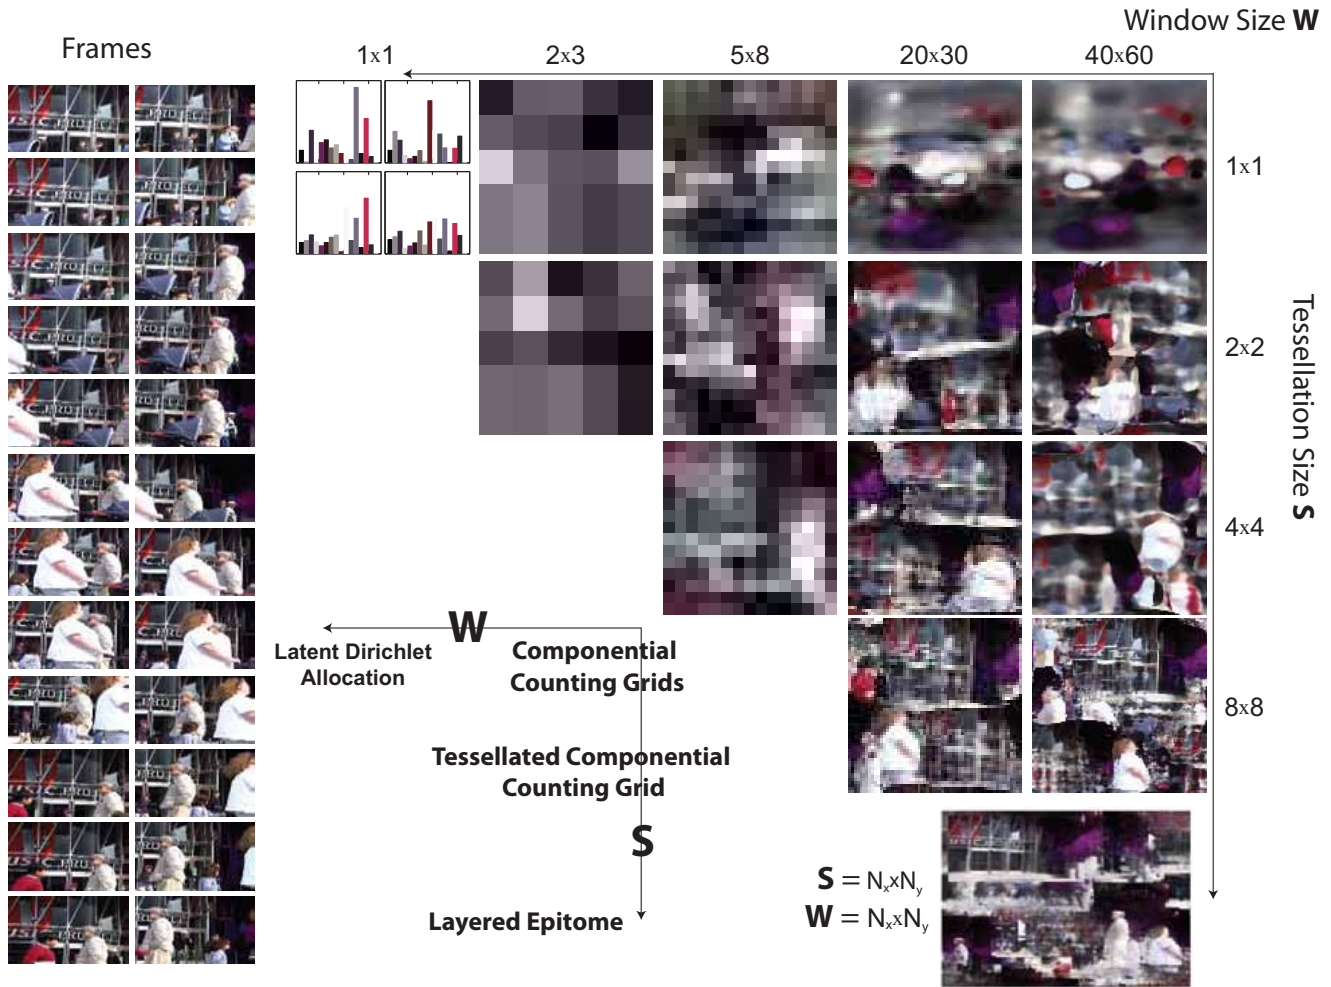 Window Size W
Frames
1x1
2x3
5x8
20x30
40x60
1x1
2x2
4x4
8x8
Tessellation Size S
W
Latent Dirichlet
Allocation
Componential
Counting Grids
Tessellated Componential
Counting Grid
S
Layered Epitome
S = NxxNy
W = NxxNy